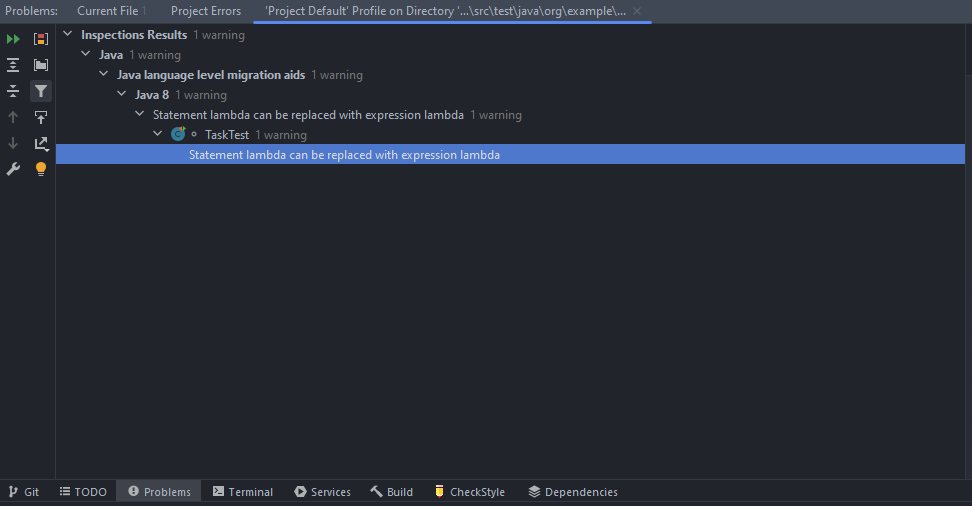 Problems: Current File 1 Project Errors 'Project Default' Profile on Directory '...\src\test\java\org\example\...
Inspections Results 1 warning
Java 1 warning
Java language level migration aids 1 warning
Java 8 1 warning
Statement lambda can be replaced with expression lambda 1 warning
TaskTest 1 warning
Statement lambda can be replaced with expression lambda
Git TODO Problems Terminal Services Build CheckStyle Dependencies